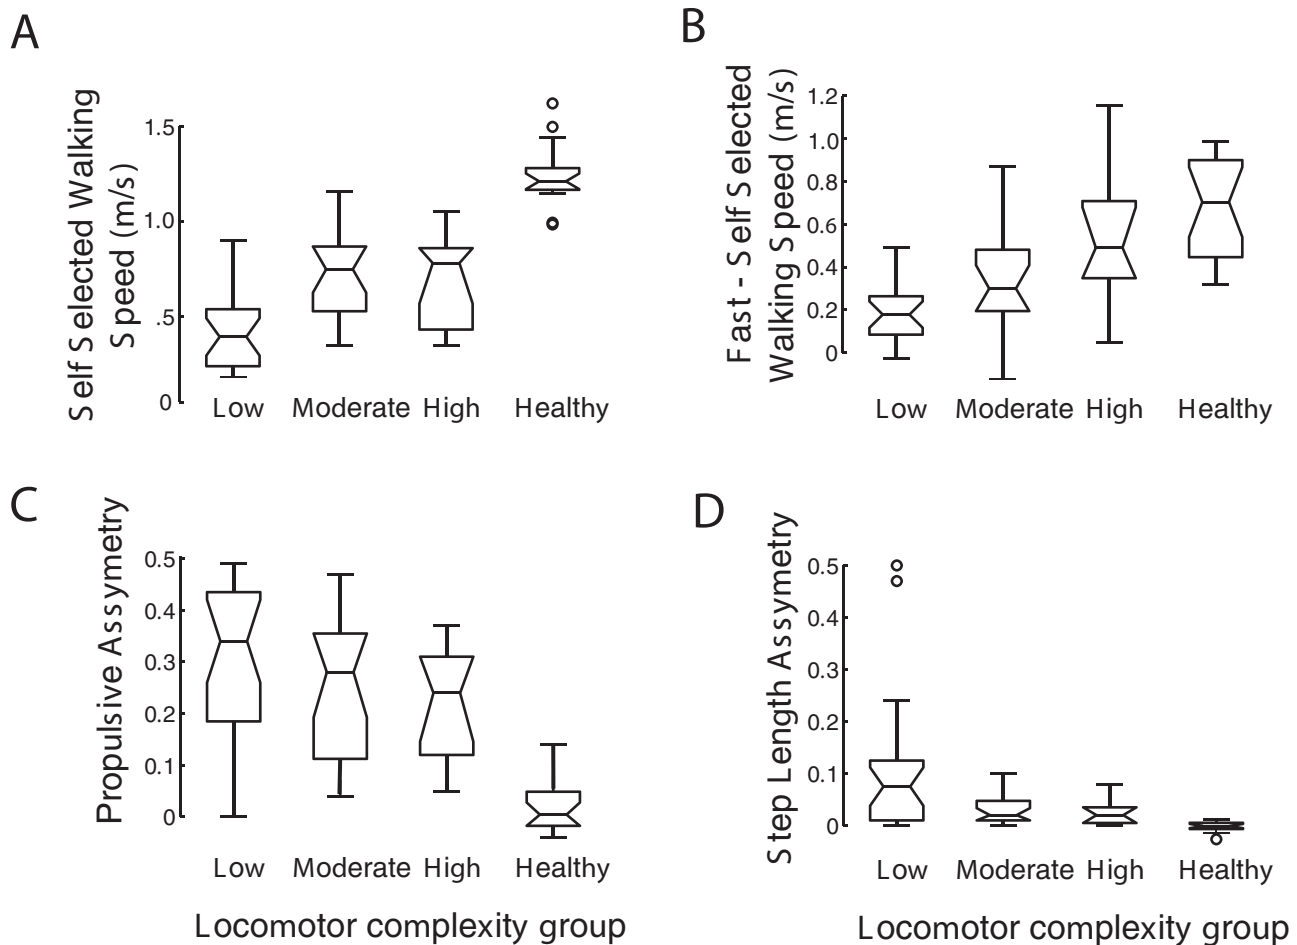 A
Self Selected Walking
Speed (m/s)
1.5
1.0
.5
0
Low Moderate High Healthy
B
Fast - Self Selected
Walking Speed (m/s)
1.2
1.0
0.8
0.6
0.4
0.2
0
Low Moderate High Healthy
C
Propulsive Assymetry
0.5
0.4
0.3
0.2
0.1
0
Low Moderate High Healthy
Locomotor complexity group
D
Step Length Assymetry
0.5
0.4
0.3
0.2
0.1
0
Low Moderate High Healthy
Locomotor complexity group